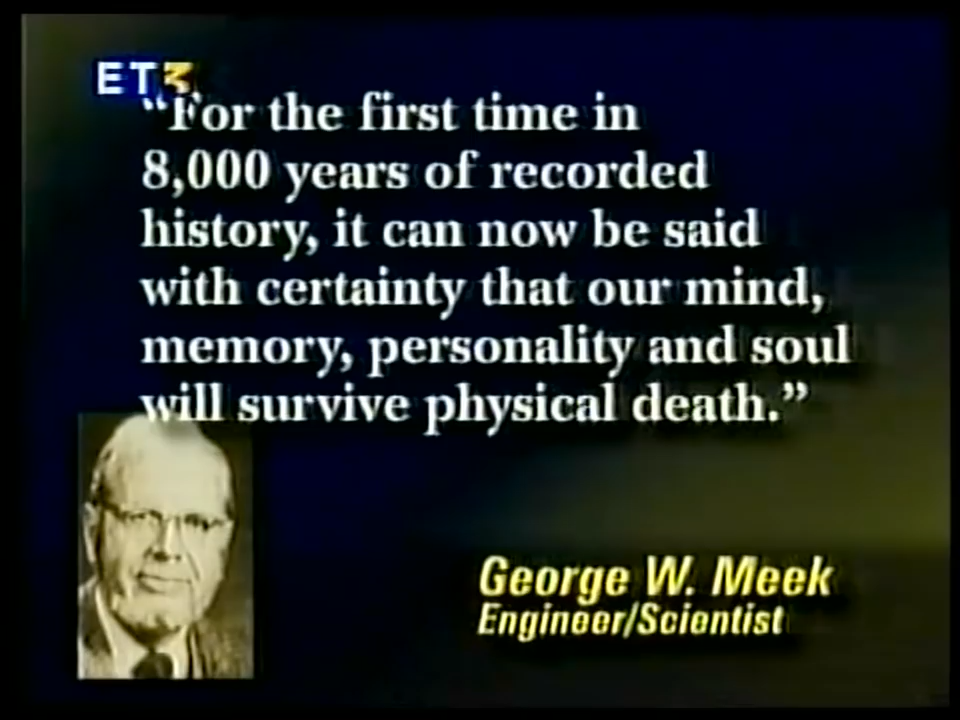 ET3
“For the first time in
8,000 years of recorded
history, it can now be said
with certainty that our mind,
memory, personality and soul
will survive physical death.”
George W. Meek
Engineer/Scientist